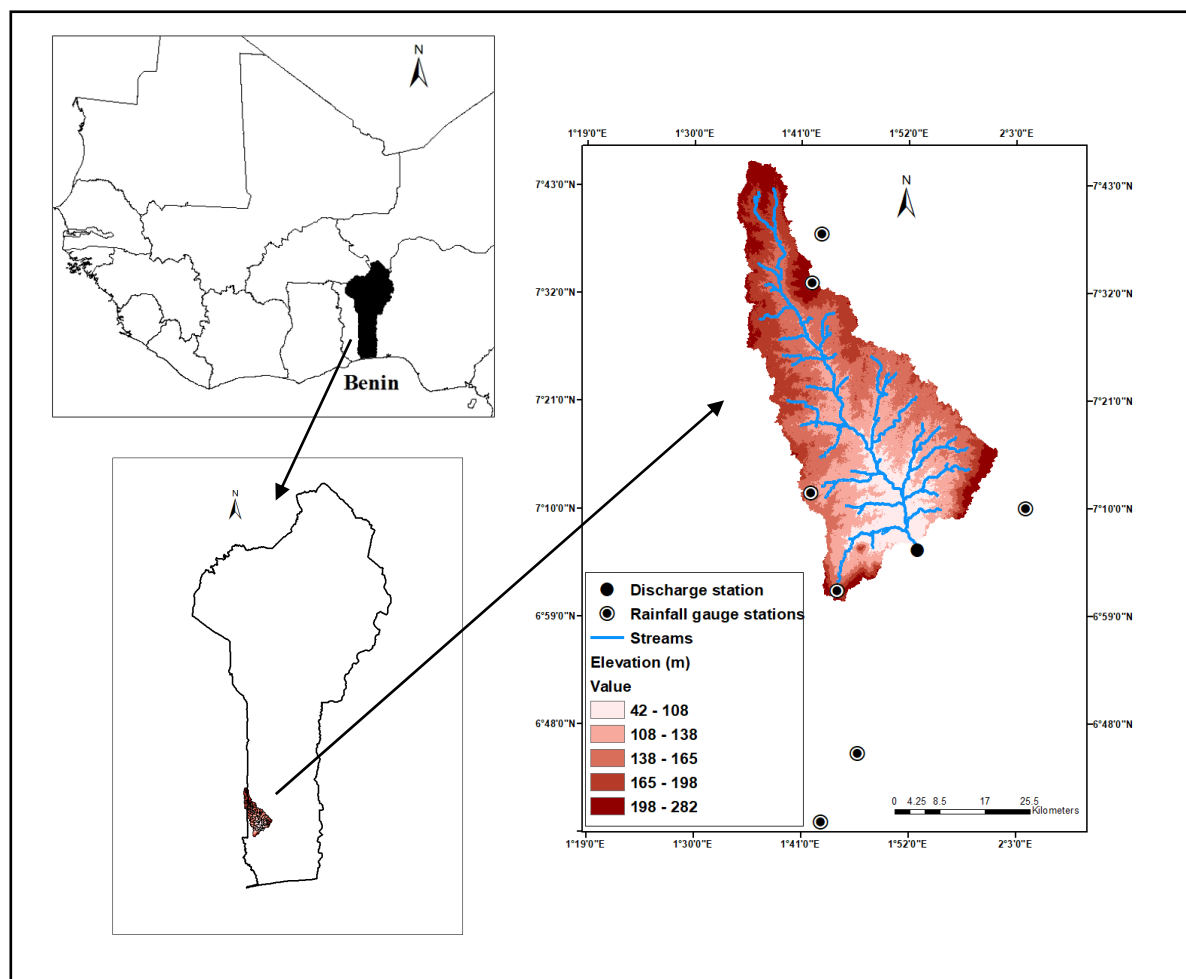 N
Benin
N
1°19'0"E 1°30'0"E 1°41'0"E 1°52'0"E 2°3'0"E
N
7°43'0"N 7°43'0"N
7°32'0"N 7°32'0"N
7°21'0"N 7°21'0"N
7°10'0"N 7°10'0"N
6°59'0"N 6°59'0"N
6°48'0"N 6°48'0"N
Discharge station
Rainfall gauge stations
Streams
Elevation (m)
Value
42 - 108
108 - 138
138 - 165
165 - 198
198 - 282
0 4.25 8.5 17 25.5
Kilometers
1°19'0"E 1°30'0"E 1°41'0"E 1°52'0"E 2°3'0"E